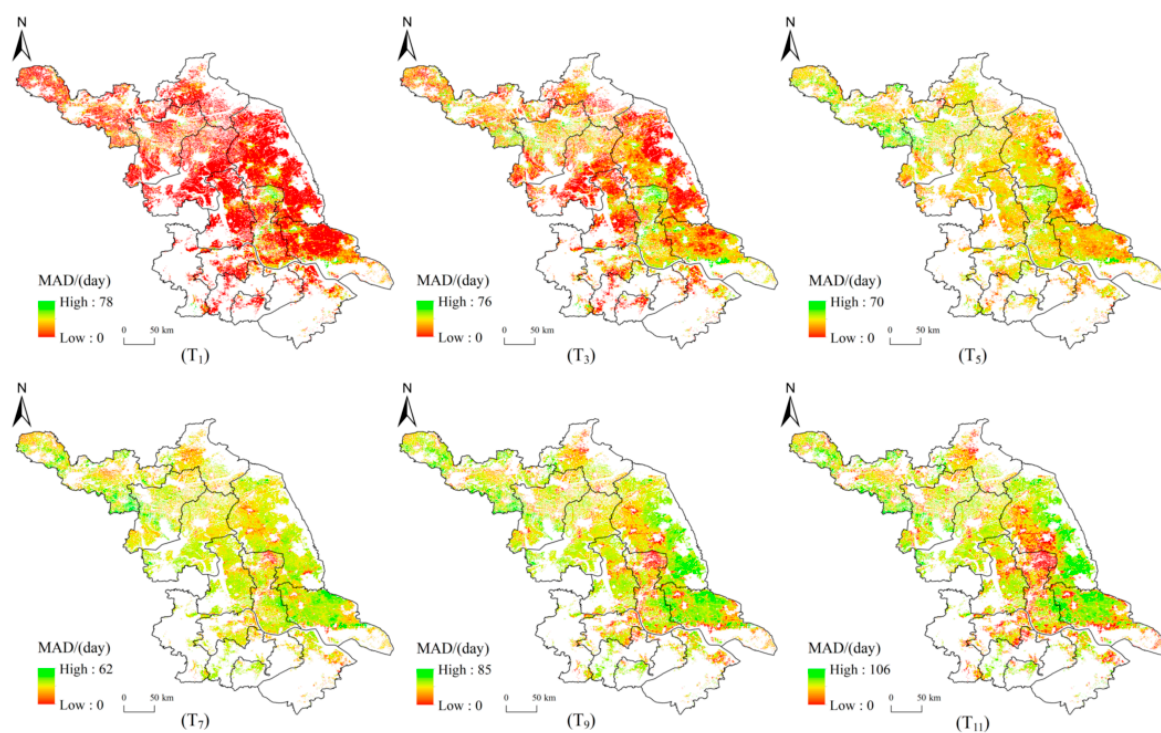 N
N
MAD/(day)
High : 78
Low : 0
0 50 km
(T1)
MAD/(day)
High : 76
Low : 0
0 50 km
(T3)
MAD/(day)
High : 70
Low : 0
0 50 km
(T5)
N
N
N
MAD/(day)
High : 62
Low : 0
0 50 km
(T7)
MAD/(day)
High : 85
Low : 0
0 50 km
(T9)
MAD/(day)
High : 106
Low : 0
0 50 km
(T11)